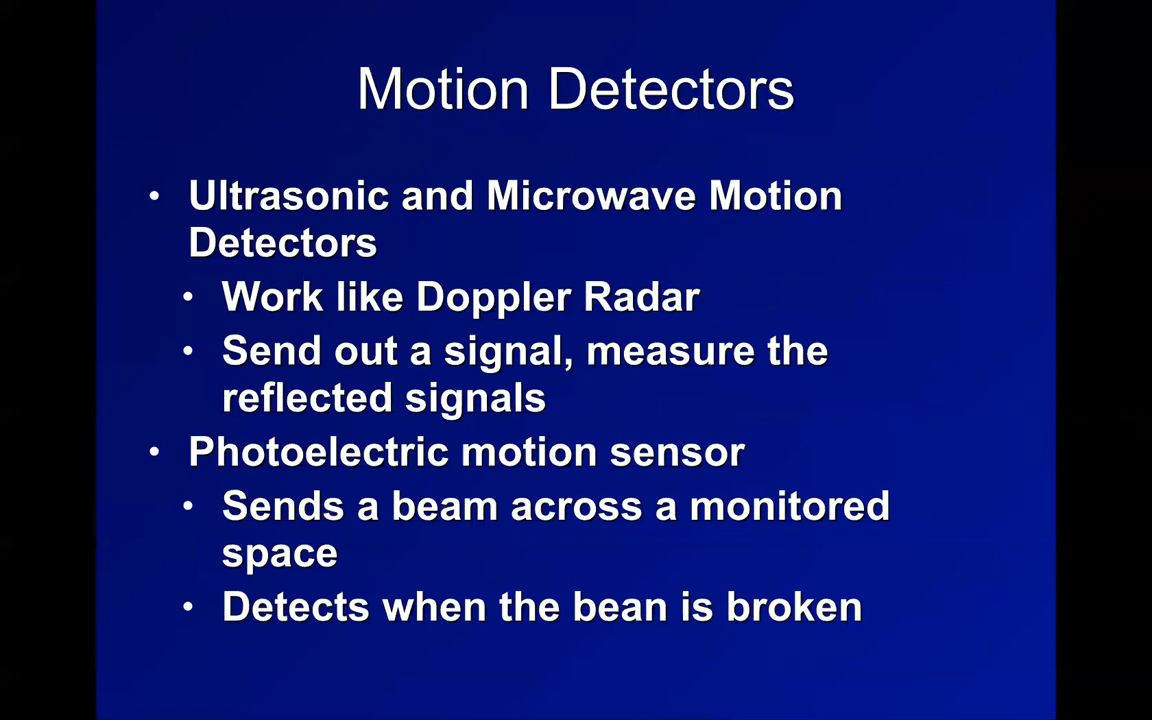 Motion Detectors
• Ultrasonic and Microwave Motion
Detectors
• Work like Doppler Radar
• Send out a signal, measure the
reflected signals
• Photoelectric motion sensor
• Sends a beam across a monitored
space
• Detects when the bean is broken